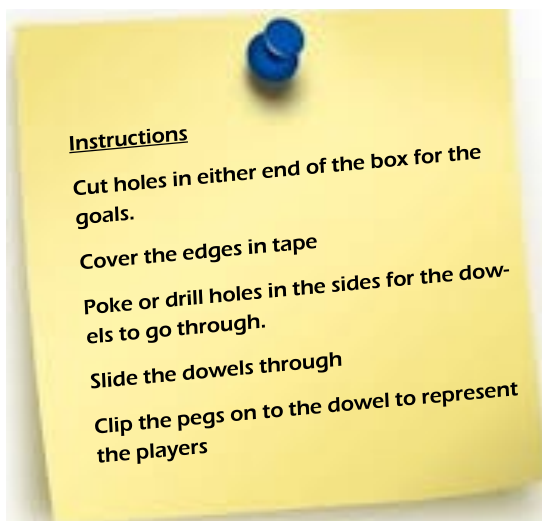 Instructions
Cut holes in either end of the box for the
goals.
Cover the edges in tape
Poke or drill holes in the sides for the dow-
els to go through.
Slide the dowels through
Clip the pegs on to the dowel to represent
the players